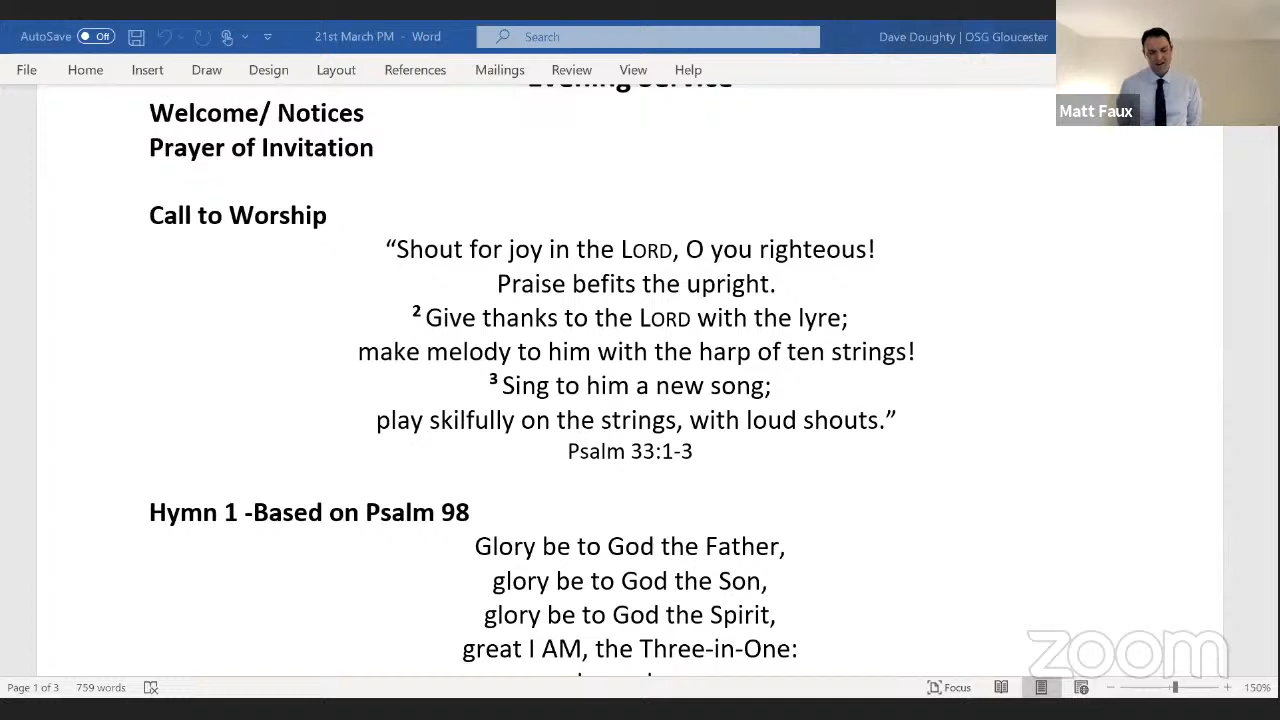 AutoSave Off 21st March PM - Word Search Dave Doughty | OSG Gloucester
File Home Insert Draw Design Layout References Mailings Review View Help
Matt Faux
Evening Service
Welcome/ Notices
Prayer of Invitation
Call to Worship
“Shout for joy in the LORD, O you righteous!
Praise befits the upright.
2 Give thanks to the LORD with the lyre;
make melody to him with the harp of ten strings!
3 Sing to him a new song;
play skilfully on the strings, with loud shouts.”
Psalm 33:1-3
Hymn 1 -Based on Psalm 98
Glory be to God the Father,
glory be to God the Son,
glory be to God the Spirit,
great I AM, the Three-in-One:
zoom
Page 1 of 3 759 words Focus 150%